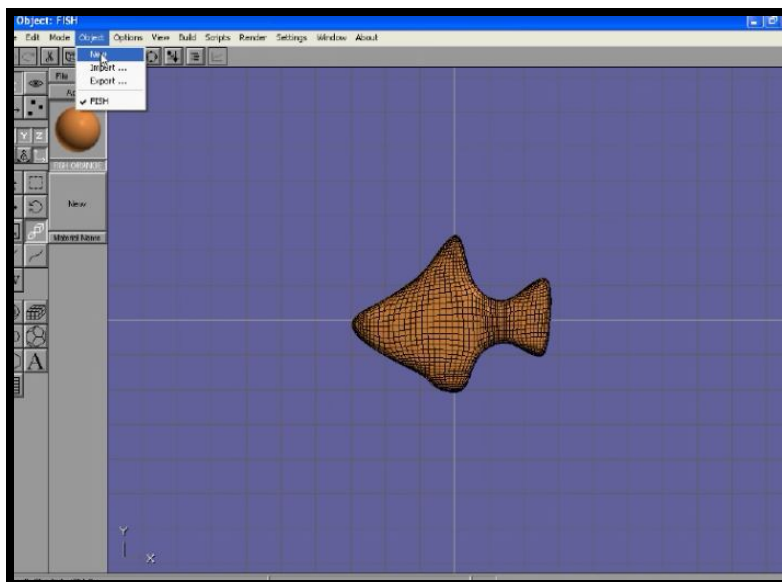 Object: FISH
Edit Mode Object Options View Build Scripts Render Settings Window About
New
Import ...
Export ...
✓ FISH
File
FISH ORANGE
New
Material Name
Y Z
A
Y
X